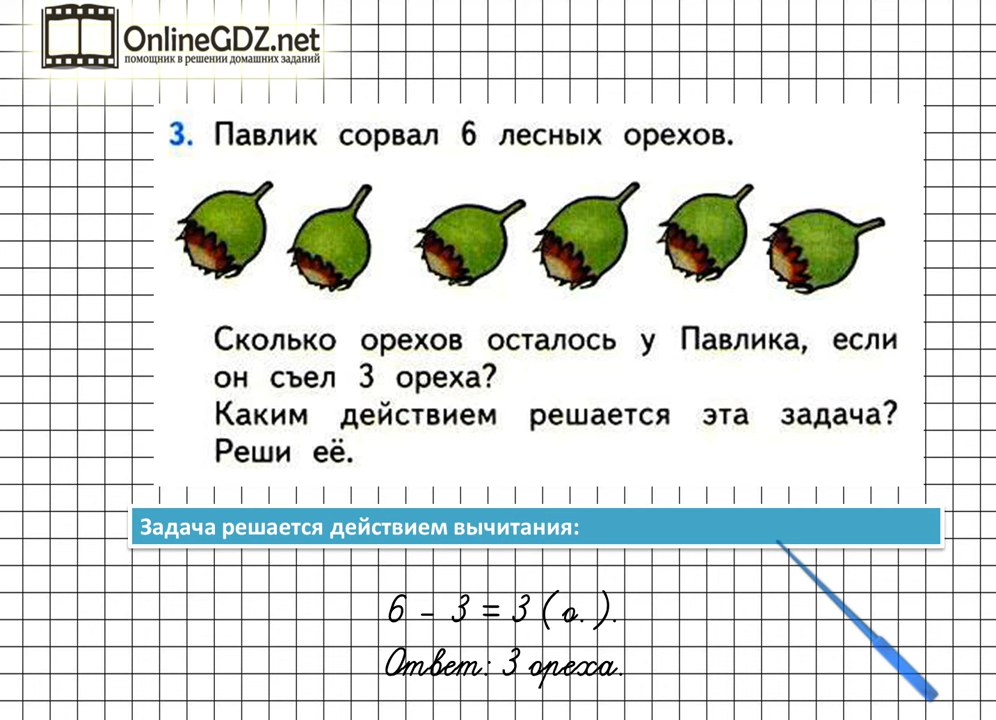 OnlineGDZ.net
помощник в решении домашних заданий
3. Павлик сорвал 6 лесных орехов.
Сколько орехов осталось у Павлика, если
он съел 3 ореха?
Каким действием решается эта задача?
Реши её.
Задача решается действием вычитания:
6 - 3 = 3 (о.).
Ответ: 3 ореха.